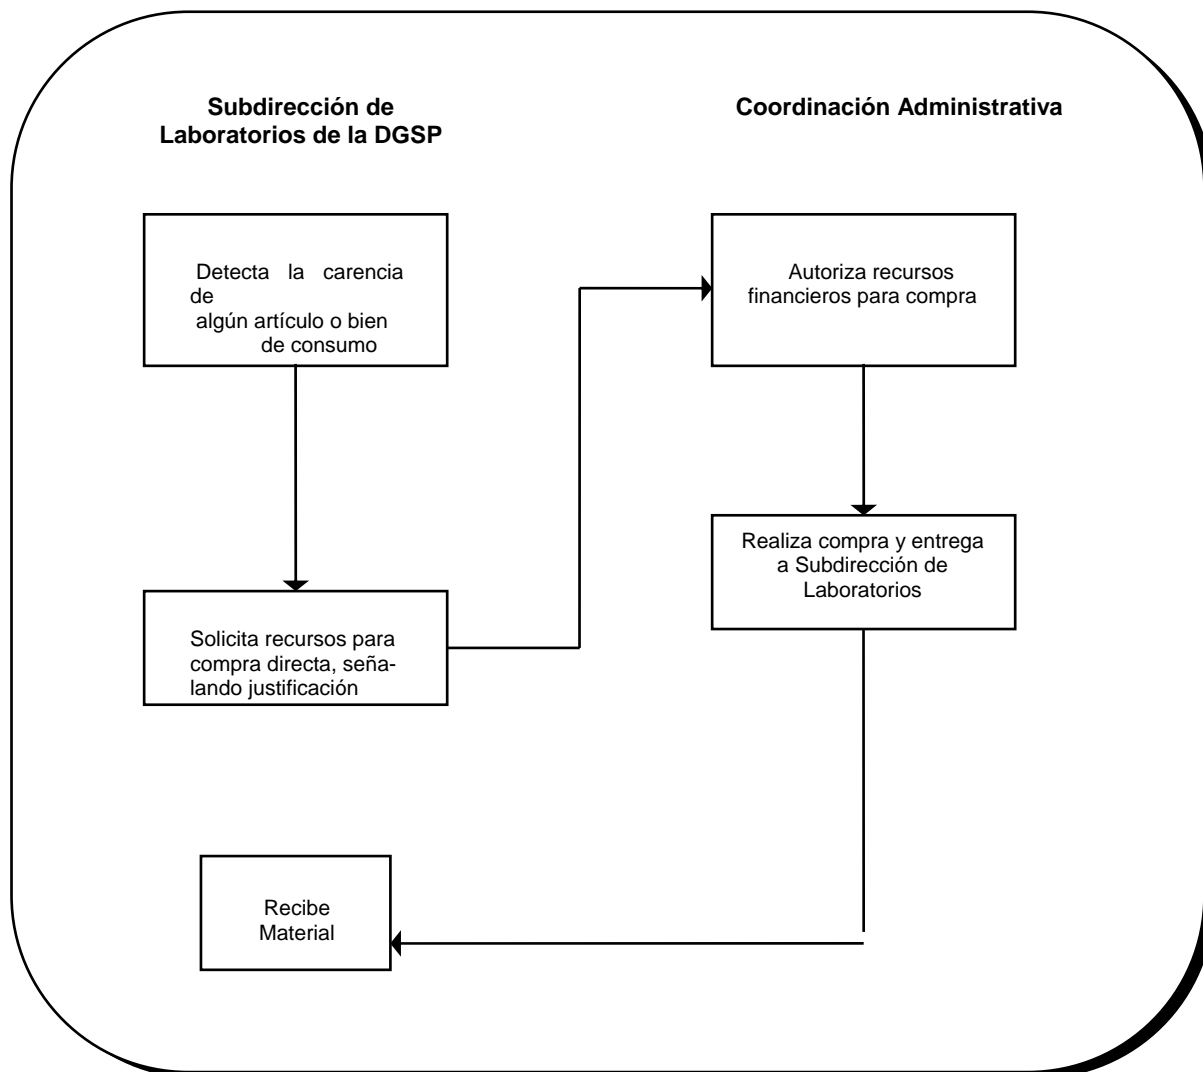 Subdirección de
Laboratorios de la DGSP
Coordinación Administrativa
Detecta la carencia
de
algún artículo o bien
de consumo
Autoriza recursos
financieros para compra
Realiza compra y entrega
a Subdirección de
Laboratorios
Solicita recursos para
compra directa, seña-
lando justificación
Recibe
Material